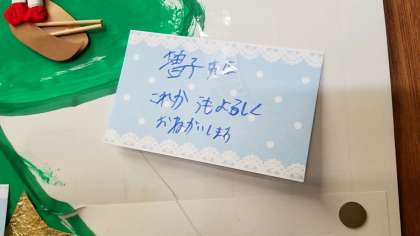 増子 先生
これからもよろしく
おねがいします